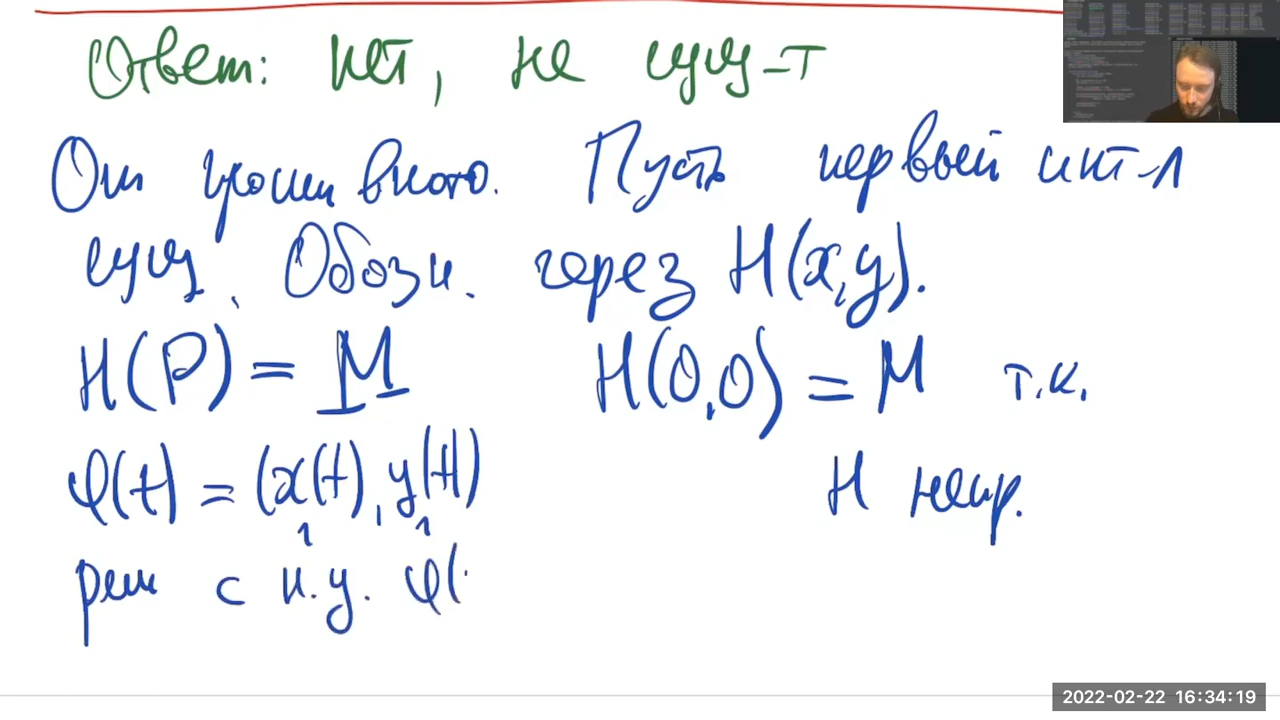 Ответ: нет, не сущ-т
От противного. Пусть первый инт-л
сущ. Обозн. через H(x,y).
H(P) = M H(0,0) = M т.к.
φ(t) = (x₁(t), y₁(t)) H непр.
реш с н.у. φ(
2022-02-22 16:34:19